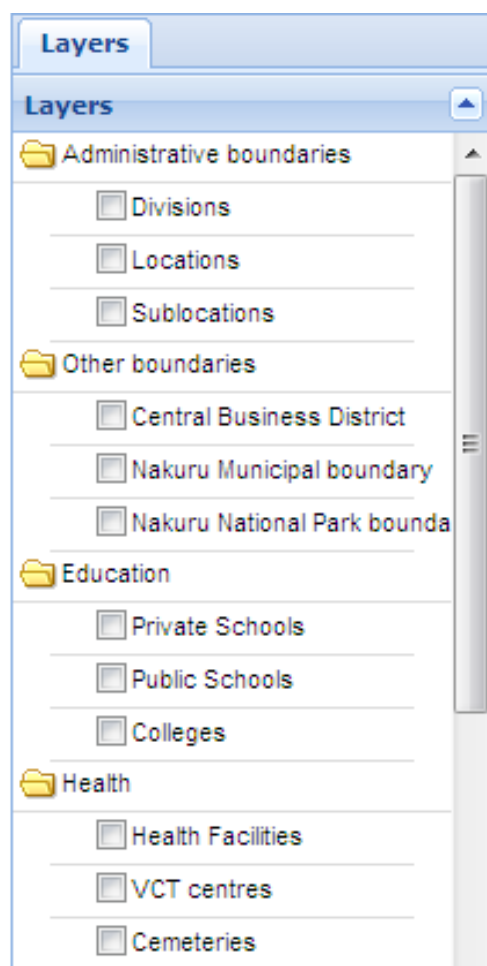 Layers
Layers
Administrative boundaries
Divisions
Locations
Sublocations
Other boundaries
Central Business District
Nakuru Municipal boundary
Nakuru National Park bounda
Education
Private Schools
Public Schools
Colleges
Health
Health Facilities
VCT centres
Cemeteries